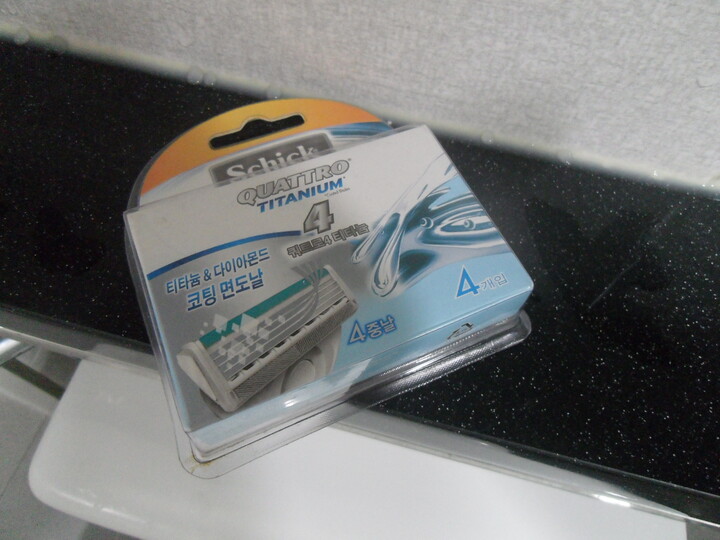 Schick
QUATTRO
TITANIUM
4
쿼트로4 티타늄
티타늄 & 다이아몬드
코팅 면도날
4중날
4개입